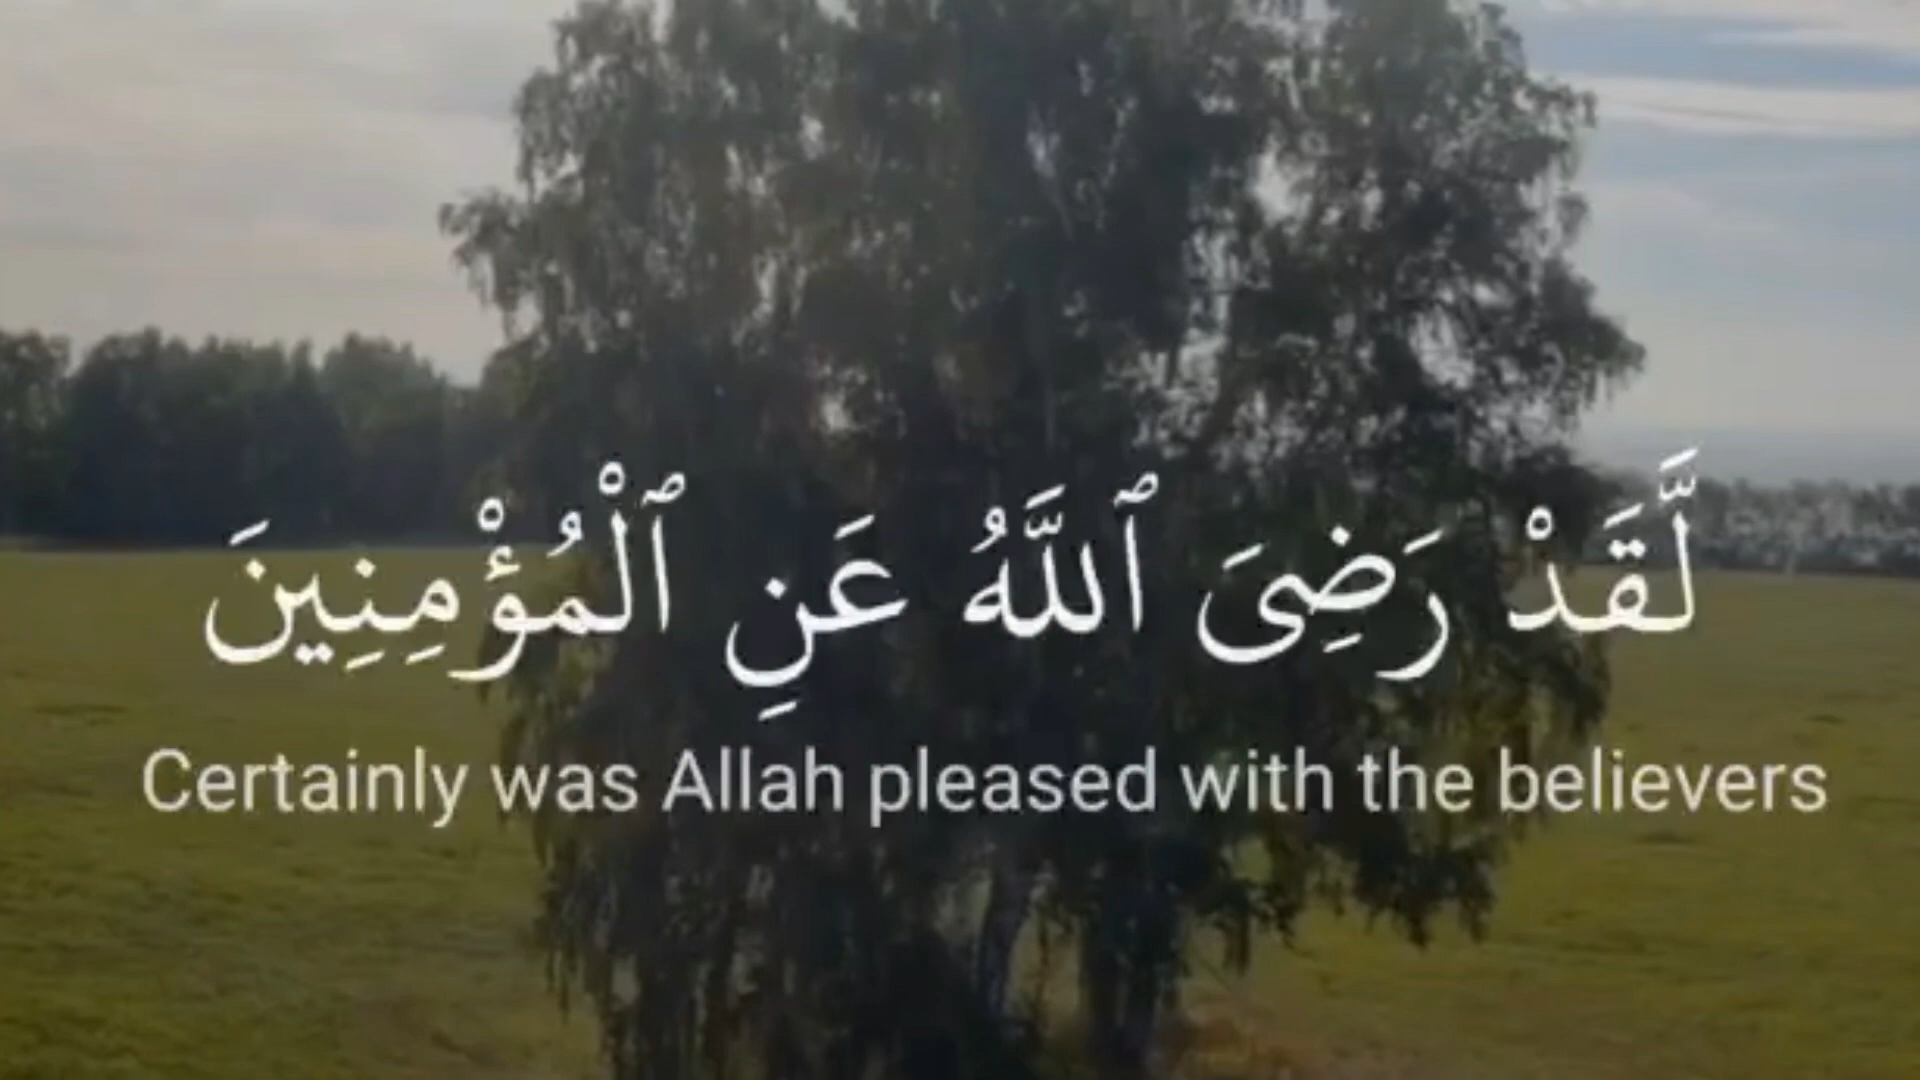 لَّقَدْ رَضِىَ ٱللَّهُ عَنِ ٱلْمُؤْمِنِينَ
Certainly was Allah pleased with the believers